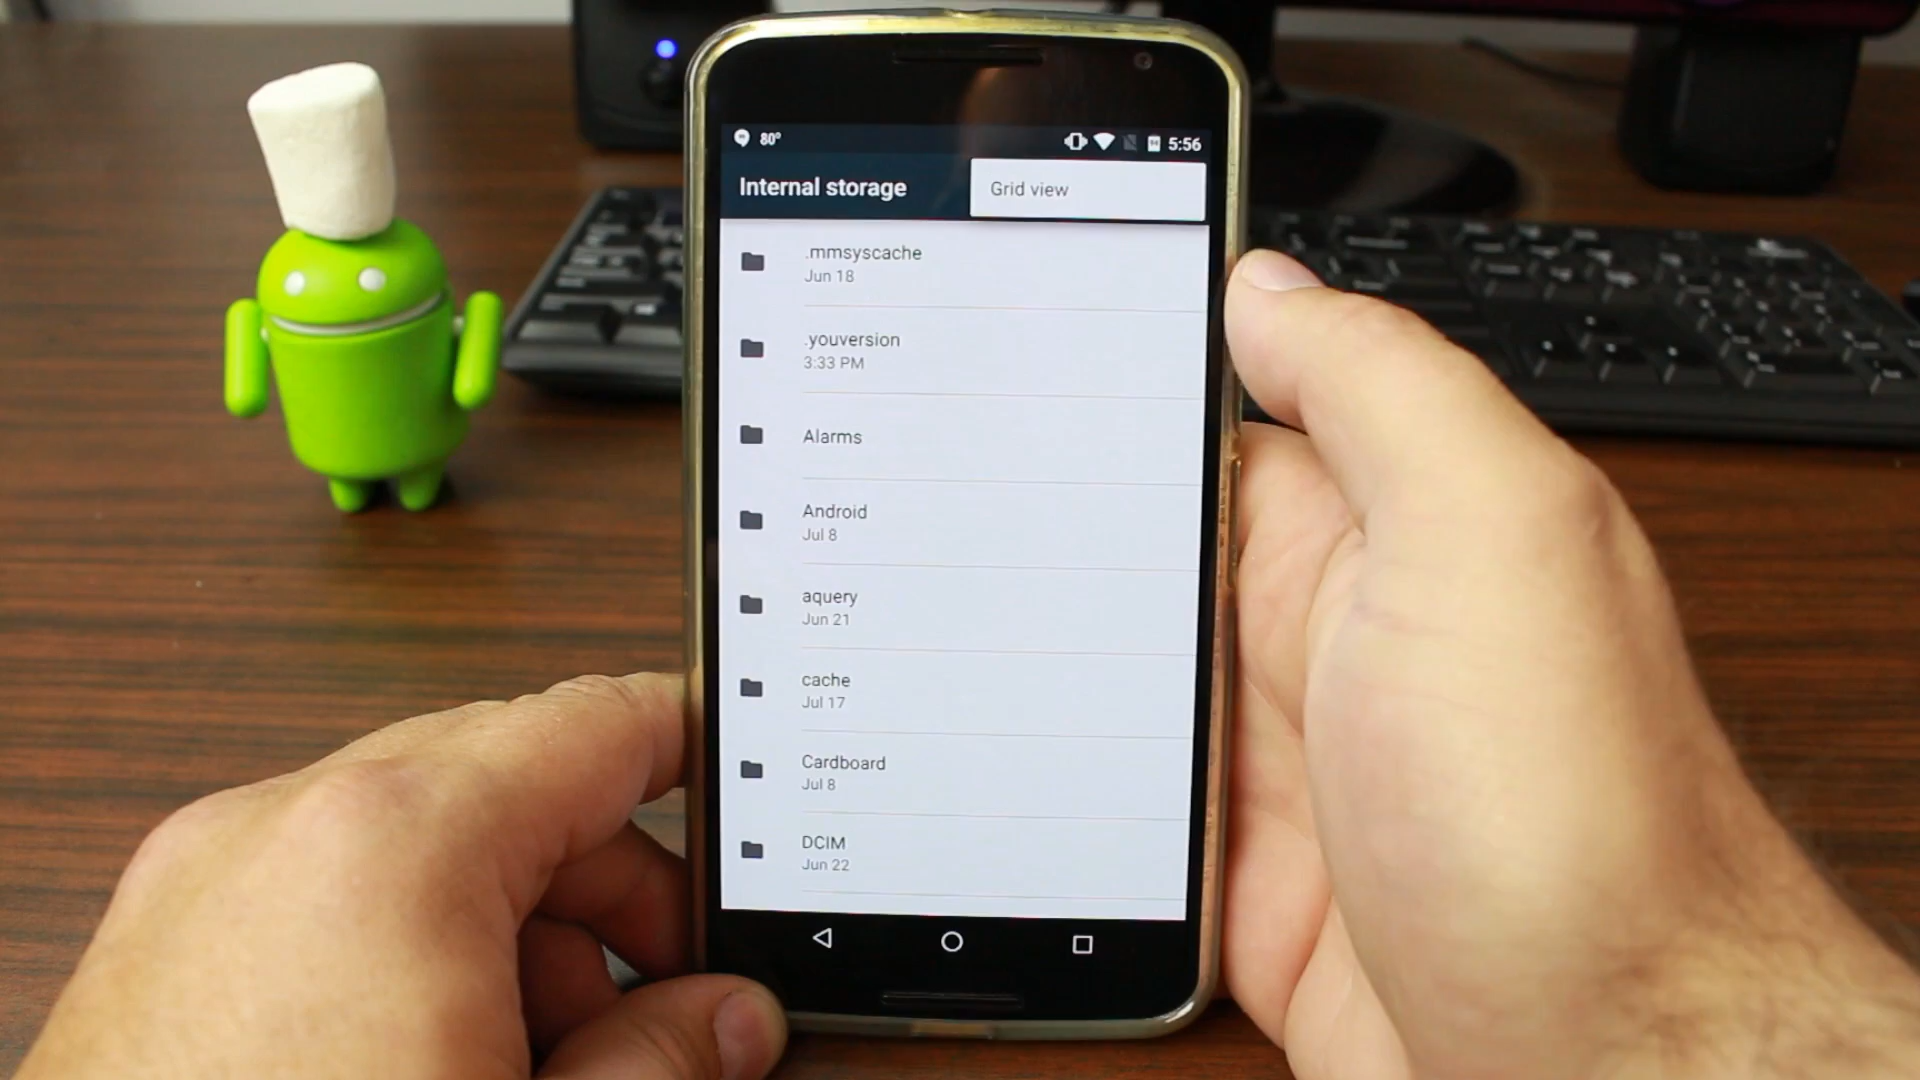 80°
5:56
Internal storage
Grid view
.mmsyscache
Jun 18
.youversion
3:33 PM
Alarms
Android
Jul 8
aquery
Jun 21
cache
Jul 17
Cardboard
Jul 8
DCIM
Jun 22